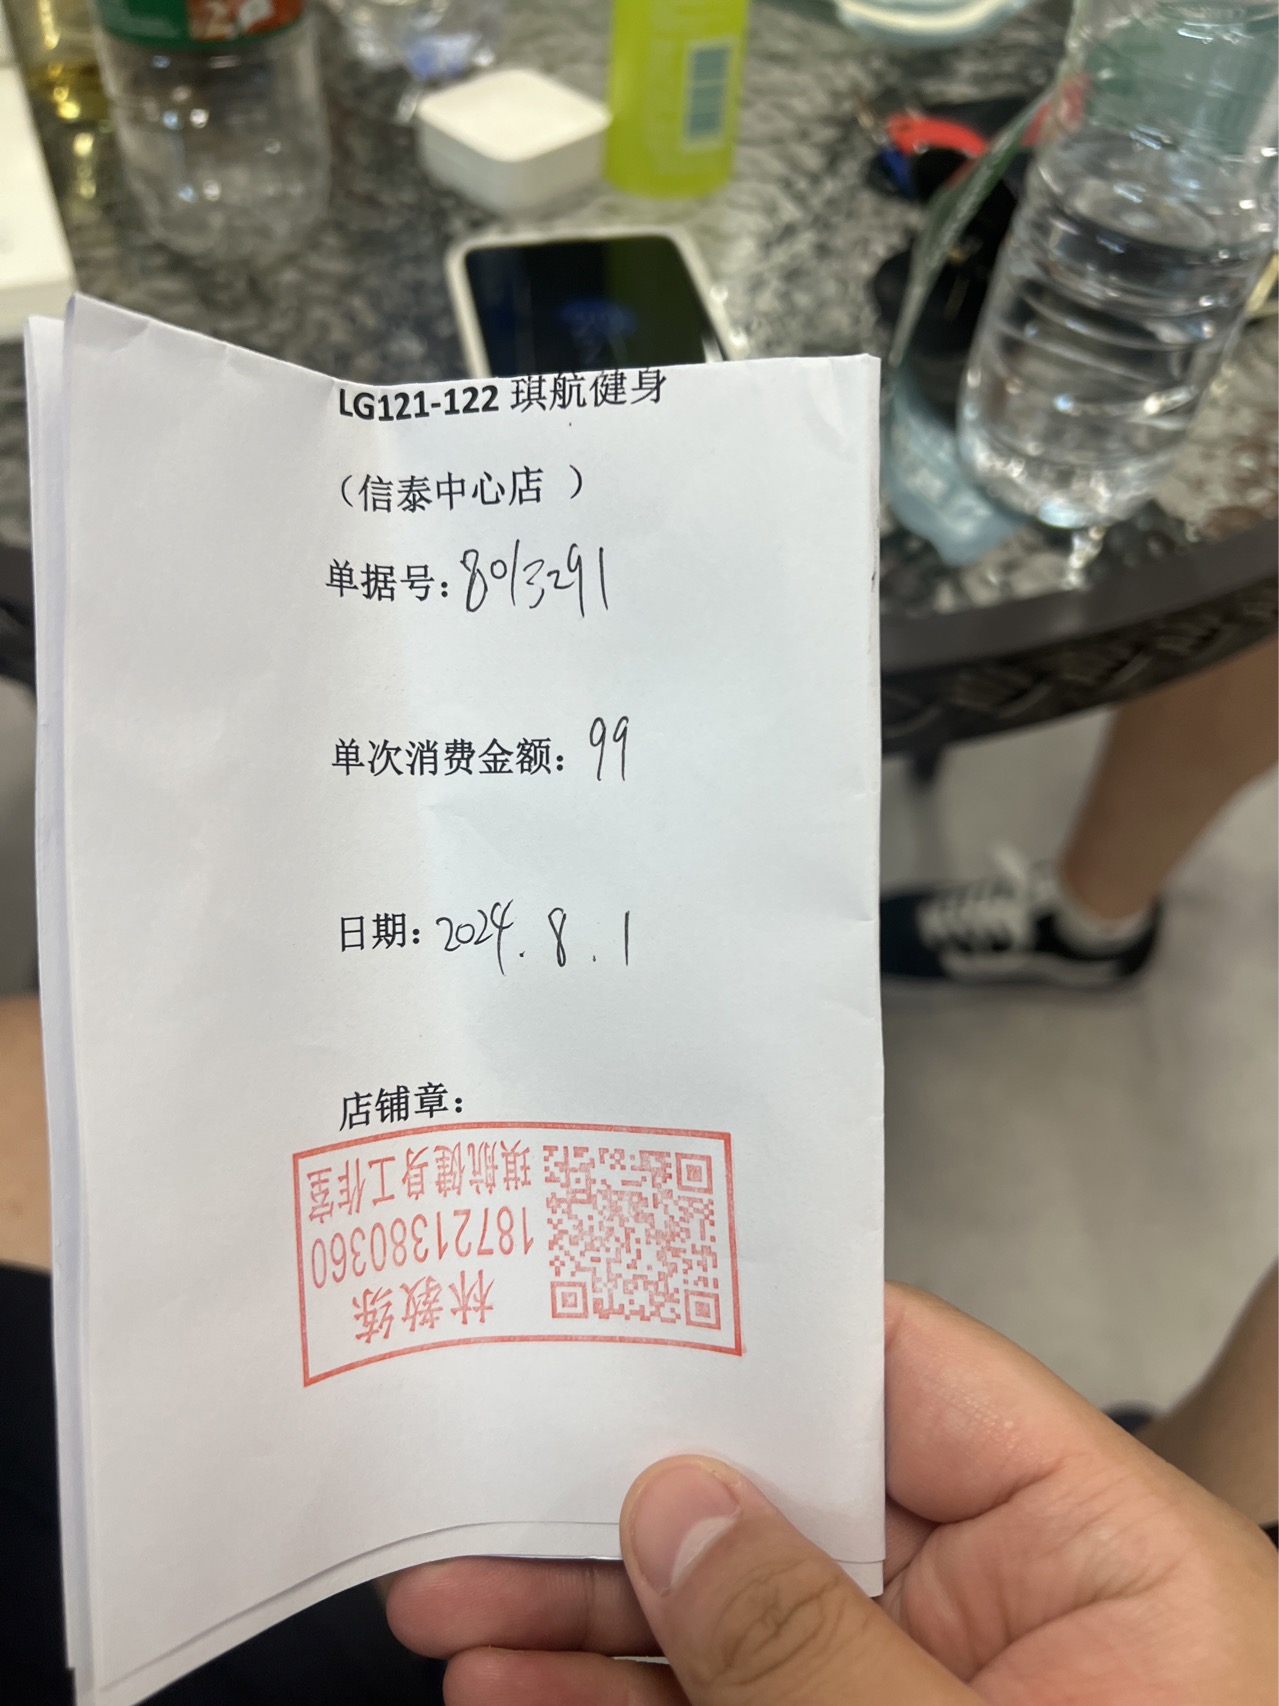 LG121-122 琪航健身
（信泰中心店 ）
单据号：8013291
单次消费金额：99
日期：2024.8.1
店铺章：
琪航健身工作室
18721380360
林教练